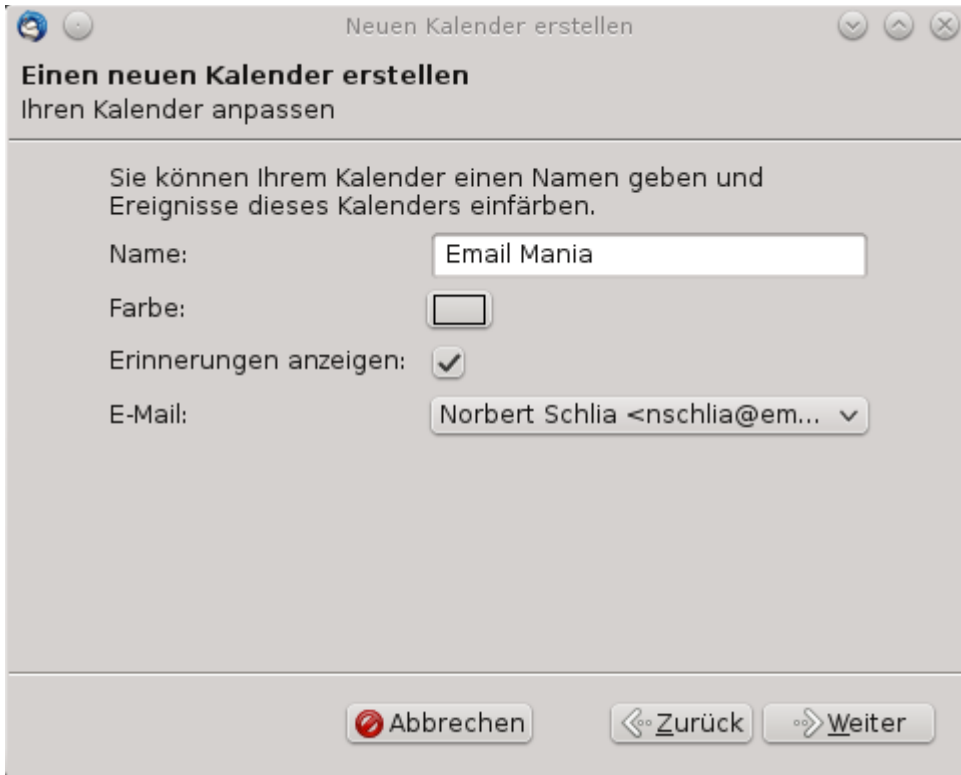 Neuen Kalender erstellen
Einen neuen Kalender erstellen
Ihren Kalender anpassen
Sie können Ihrem Kalender einen Namen geben und
Ereignisse dieses Kalenders einfärben.
Name: Email Mania
Farbe:
Erinnerungen anzeigen:
E-Mail: Norbert Schlia <nschlia@em...
Abbrechen Zurück Weiter